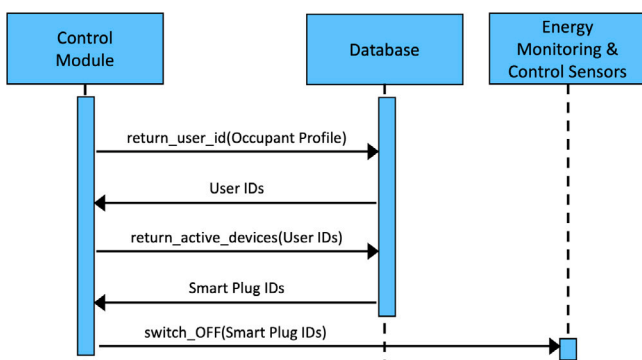 Control
Module
Database
Energy
Monitoring &
Control Sensors
return_user_id(Occupant Profile)
User IDs
return_active_devices(User IDs)
Smart Plug IDs
switch_OFF(Smart Plug IDs)